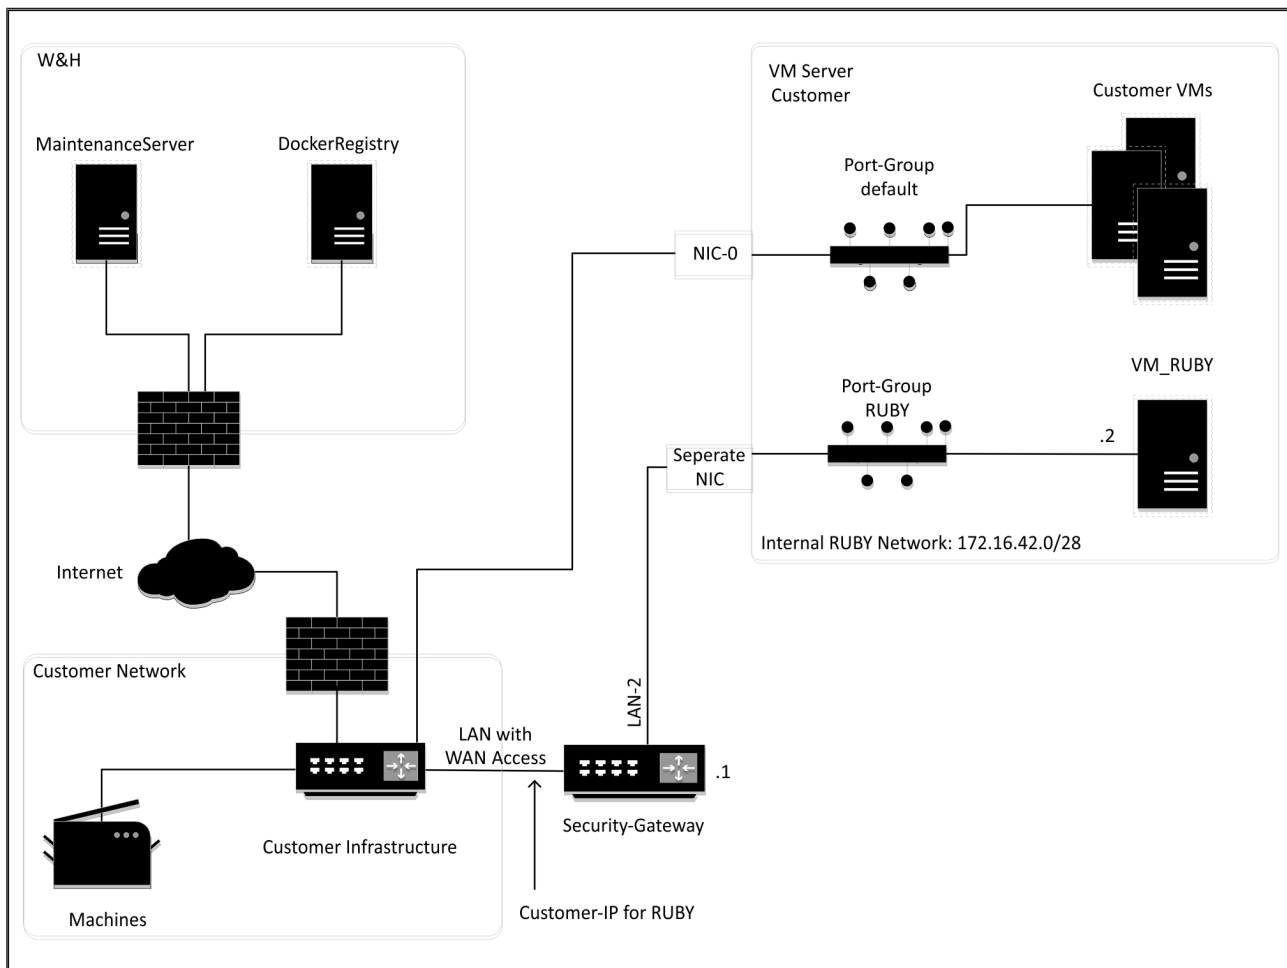 W&H
MaintenanceServer
DockerRegistry
VM Server
Customer
Customer VMs
Port-Group
default
NIC-0
VM_RUBY
Port-Group
RUBY
.2
Seperate
NIC
Internal RUBY Network: 172.16.42.0/28
Internet
Customer Network
LAN-2
LAN with
WAN Access
.1
Security-Gateway
Customer Infrastructure
Customer-IP for RUBY
Machines